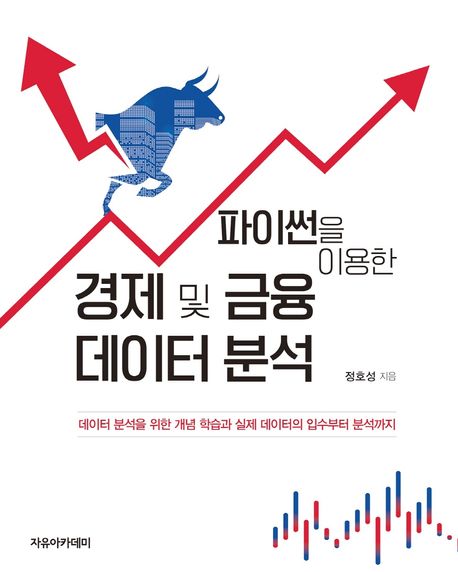 파이썬을
이용한
경제 및 금융
데이터 분석
정호성 지음
데이터 분석을 위한 개념 학습과 실제 데이터의 입수부터 분석까지
자유아카데미